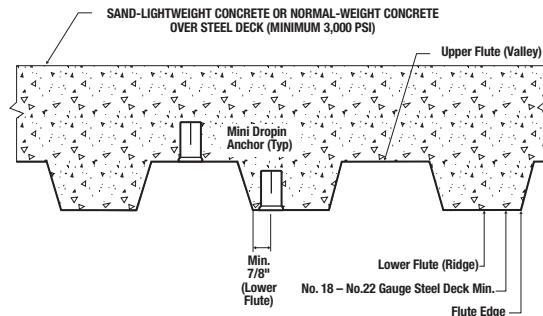 SAND-LIGHTWEIGHT CONCRETE OR NORMAL-WEIGHT CONCRETE
OVER STEEL DECK (MINIMUM 3,000 PSI)
Upper Flute (Valley)
Mini Dropin
Anchor (Typ)
Min.
7/8"
(Lower
Flute)
Lower Flute (Ridge)
No. 18 – No.22 Gauge Steel Deck Min.
Flute Edge